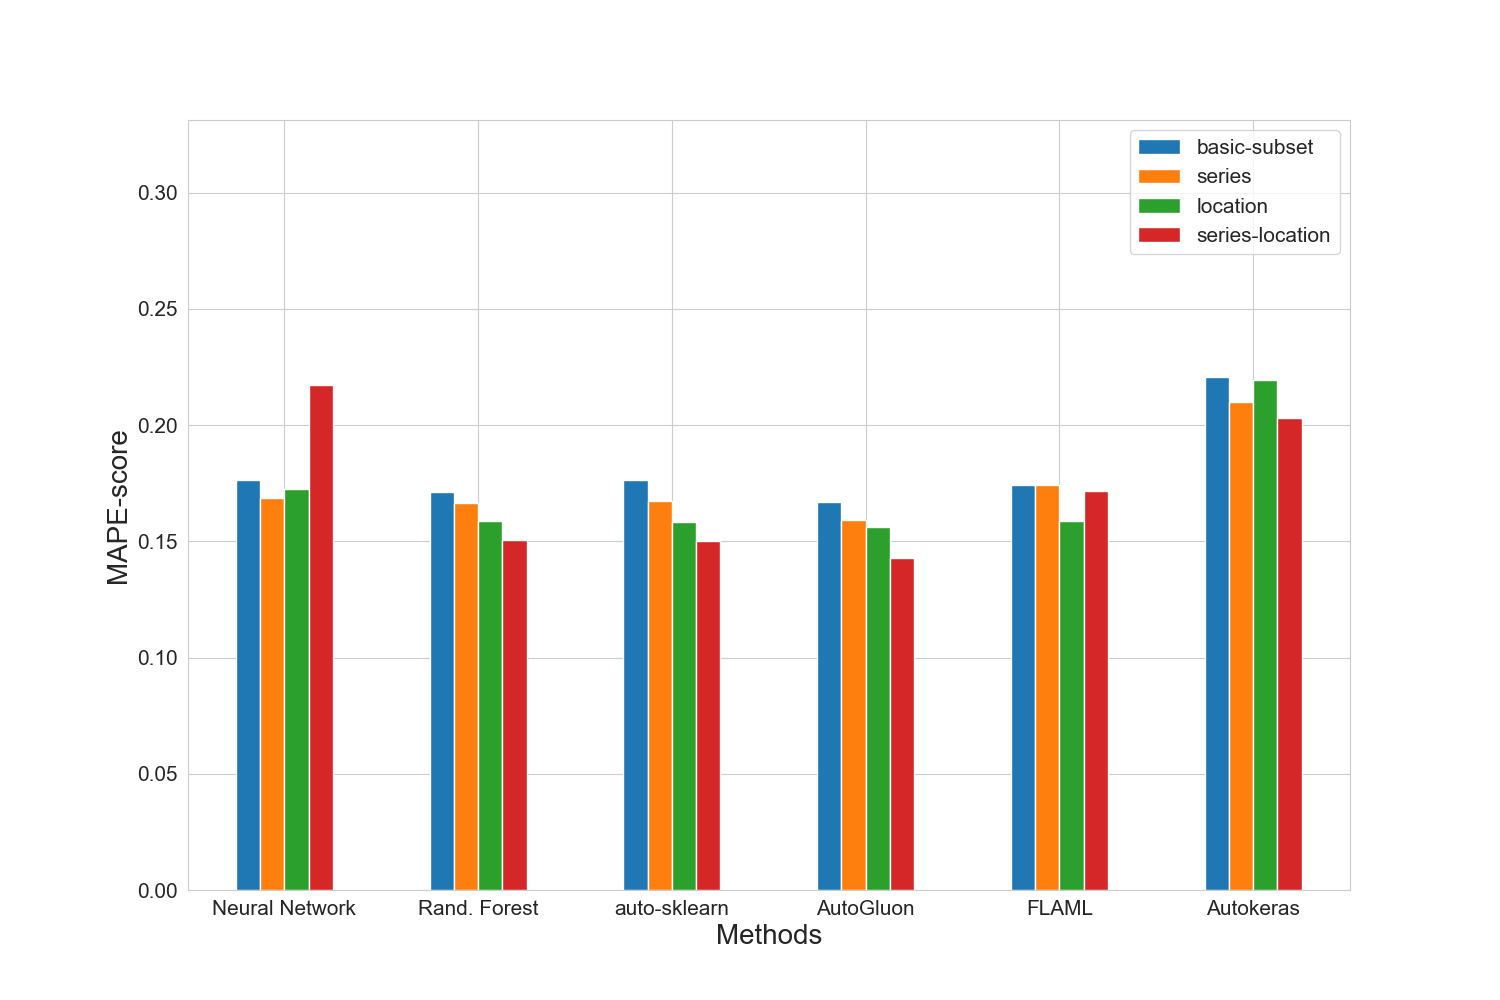 basic-subset
series
location
series-location
0.30
0.25
0.20
0.15
0.10
0.05
0.00
MAPE-score
Neural Network Rand. Forest auto-sklearn AutoGluon FLAML Autokeras
Methods